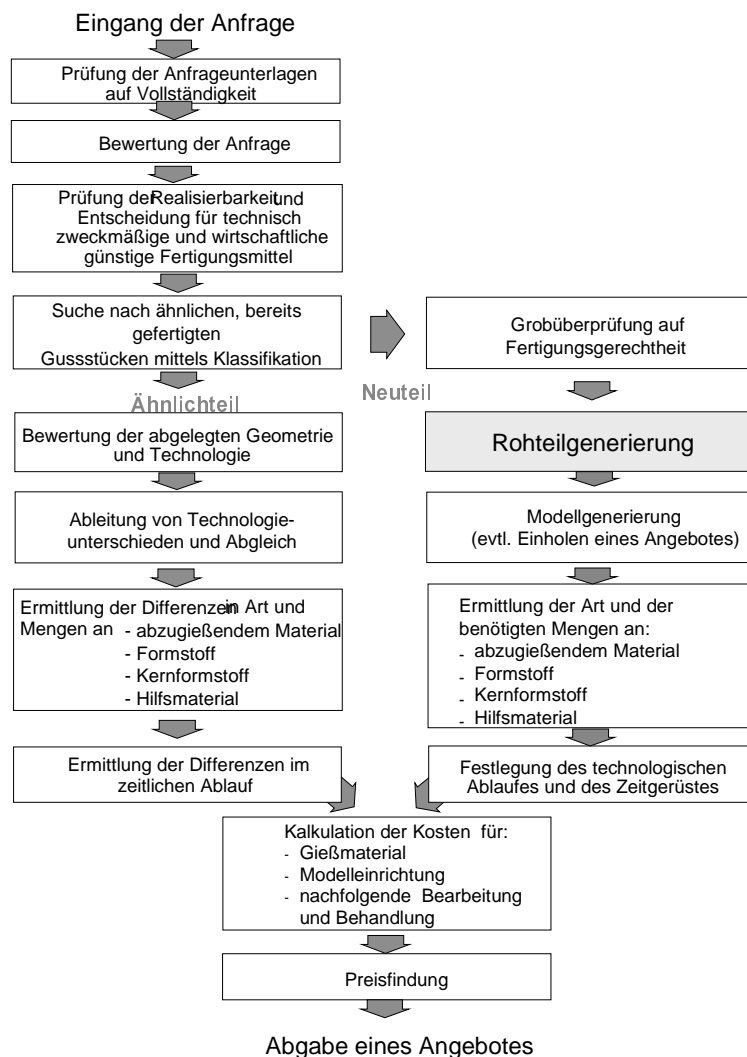 Eingang der Anfrage
Prüfung der Anfrageunterlagen
auf Vollständigkeit
Bewertung der Anfrage
Prüfung der Realisierbarkeit und
Entscheidung für technisch
zweckmäßige und wirtschaftliche
günstige Fertigungsmittel
Suche nach ähnlichen, bereits
gefertigten
Gussstücken mittels Klassifikation
Grobüberprüfung auf
Fertigungsgerechtheit
Neuteil
Ähnlichteil
Bewertung der abgelegten Geometrie
und Technologie
Rohteilgenerierung
Ableitung von Technologie-
unterschieden und Abgleich
Modellgenerierung
(evtl. Einholen eines Angebotes)
Ermittlung der Differenzen in Art und
Mengen an - abzugießendem Material
- Formstoff
- Kernformstoff
- Hilfsmaterial
Ermittlung der Art und der
benötigten Mengen an:
- abzugießendem Material
- Formstoff
- Kernformstoff
- Hilfsmaterial
Ermittlung der Differenzen im
zeitlichen Ablauf
Festlegung des technologischen
Ablaufes und des Zeitgerüstes
Kalkulation der Kosten für:
- Gießmaterial
- Modelleinrichtung
- nachfolgende Bearbeitung
und Behandlung
Preisfindung
Abgabe eines Angebotes